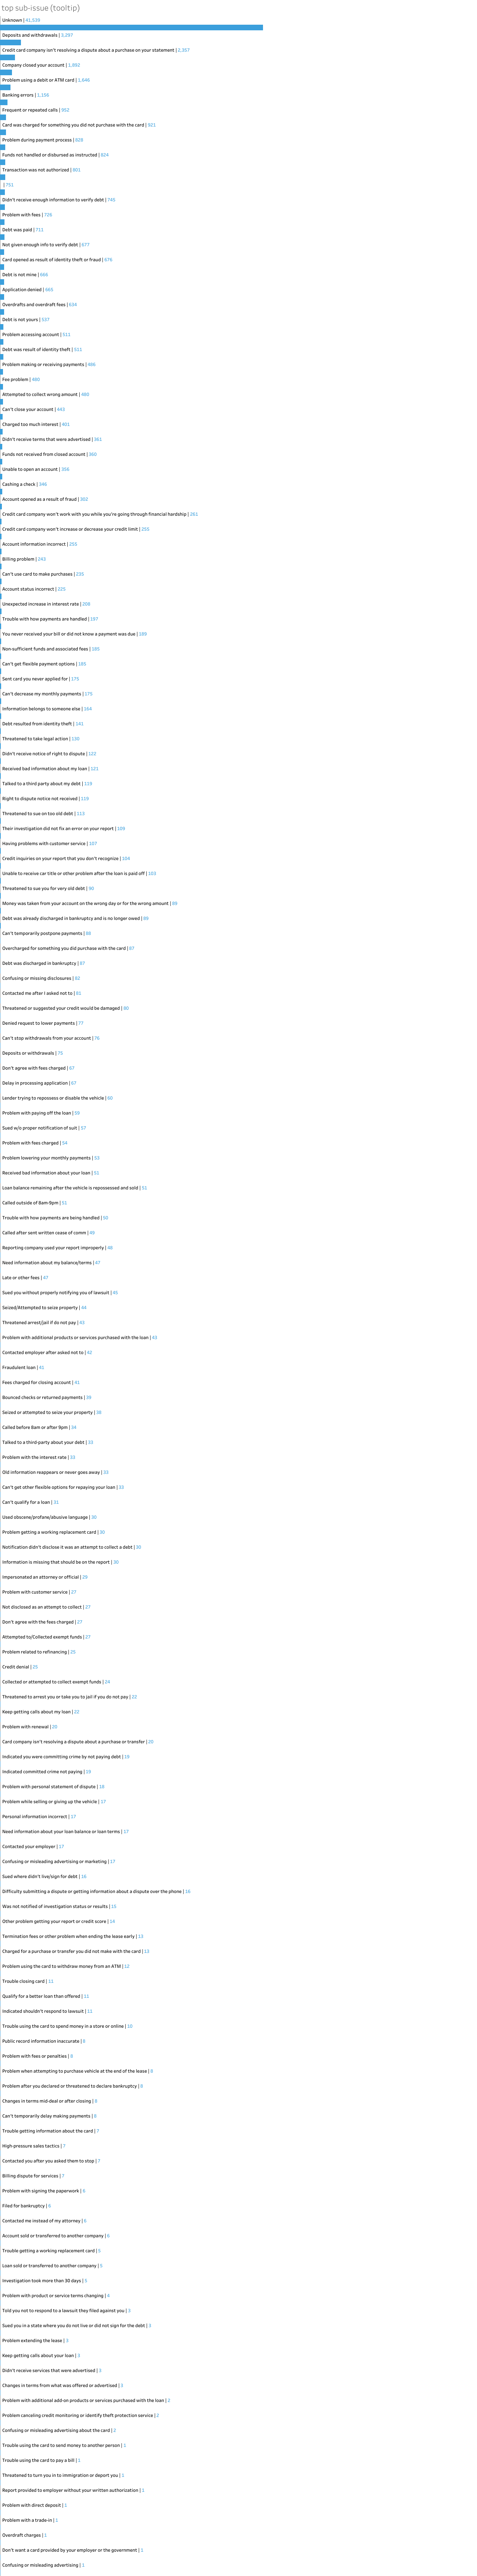 top sub-issue (tooltip)
Unknown | 41,539
Deposits and withdrawals | 3,297
Credit card company isn't resolving a dispute about a purchase on your statement | 2,357
Company closed your account | 1,902
Problem using a debit or ATM card | 1,646
Banking errors | 1,156
Frequent or repeated calls | 952
Card was charged for something you did not purchase with the card | 921
Problem during payment process | 828
Funds not handled or disbursed as instructed | 824
Transaction was not authorized | 801
| 751
Didn't receive enough information to verify debt | 745
Problem with fees | 726
Debt was paid | 711
Not given enough info to verify debt | 677
Card opened as result of identity theft or fraud | 676
Debt is not mine | 666
Application denied | 665
Overdrafts and overdraft fees | 634
Debt is not yours | 537
Problem accessing account | 511
Debt was result of identity theft | 511
Problem making or receiving payments | 486
Fee problem | 480
Attempted to collect wrong amount | 480
Can't close your account | 443
Charged too much interest | 401
Didn't receive terms that were advertised | 361
Funds not received from closed account | 360
Unable to open an account | 356
Cashing a check | 346
Account opened as a result of fraud | 302
Credit card company won't work with you while you're going through financial hardship | 261
Credit card company won't increase or decrease your credit limit | 255
Account information incorrect | 255
Billing problem | 243
Can't use card to make purchases | 235
Account status incorrect | 225
Unexpected increase in interest rate | 208
Trouble with how payments are handled | 197
You never received your bill or did not know a payment was due | 189
Non-sufficient funds and associated fees | 185
Can't get flexible payment options | 185
Sent card you never applied for | 175
Can't decrease my monthly payments | 175
Information belongs to someone else | 164
Debt resulted from identity theft | 141
Threatened to take legal action | 130
Didn't receive notice of right to dispute | 122
Received bad information about my loan | 121
Talked to a third party about my debt | 119
Right to dispute notice not received | 119
Threatened to sue on too old debt | 113
Their investigation did not fix an error on your report | 109
Having problems with customer service | 107
Credit inquiries on your report that you don't recognize | 104
Unable to receive car title or other problem after the loan is paid off | 103
Threatened to sue you for very old debt | 90
Money was taken from your account on the wrong day or for the wrong amount | 89
Debt was already discharged in bankruptcy and is no longer owed | 89
Can't temporarily postpone payments | 88
Overcharged for something you did purchase with the card | 87
Debt was discharged in bankruptcy | 87
Confusing or missing disclosures | 82
Contacted me after I asked not to | 81
Threatened or suggested your credit would be damaged | 80
Denied request to lower payments | 77
Can't stop withdrawals from your account | 76
Deposits or withdrawals | 75
Don't agree with fees charged | 67
Delay in processing application | 67
Lender trying to repossess or disable the vehicle | 60
Problem with paying off the loan | 59
Sued w/o proper notification of suit | 57
Problem with fees charged | 54
Problem lowering your monthly payments | 53
Received bad information about your loan | 51
Loan balance remaining after the vehicle is repossessed and sold | 51
Called outside of 8am-9pm | 51
Trouble with how payments are being handled | 50
Called after sent written cease of comm | 49
Reporting company used your report improperly | 48
Need information about my balance/terms | 47
Late or other fees | 47
Sued you without properly notifying you of lawsuit | 45
Seized/Attempted to seize property | 44
Threatened arrest/jail if do not pay | 43
Problem with additional products or services purchased with the loan | 43
Contacted employer after asked not to | 42
Fraudulent loan | 41
Fees charged for closing account | 41
Bounced checks or returned payments | 39
Seized or attempted to seize your property | 38
Called before 8am or after 9pm | 34
Talked to a third-party about your debt | 33
Problem with the interest rate | 33
Old information reappears or never goes away | 33
Can't get other flexible options for repaying your loan | 33
Can't qualify for a loan | 31
Used obscene/profane/abusive language | 30
Problem getting a working replacement card | 30
Notification didn't disclose it was an attempt to collect a debt | 30
Information is missing that should be on the report | 30
Impersonated an attorney or official | 29
Problem with customer service | 27
Not disclosed as an attempt to collect | 27
Don't agree with the fees charged | 27
Attempted to/Collected exempt funds | 27
Problem related to refinancing | 25
Credit denial | 25
Collected or attempted to collect exempt funds | 24
Threatened to arrest you or take you to jail if you do not pay | 22
Keep getting calls about my loan | 22
Problem with renewal | 20
Card company isn't resolving a dispute about a purchase or transfer | 20
Indicated you were committing crime by not paying debt | 19
Indicated committed crime not paying | 19
Problem with personal statement of dispute | 18
Problem while selling or giving up the vehicle | 17
Personal information incorrect | 17
Need information about your loan balance or loan terms | 17
Contacted your employer | 17
Confusing or misleading advertising or marketing | 17
Sued where didn't live/sign for debt | 16
Difficulty submitting a dispute or getting information about a dispute over the phone | 16
Was not notified of investigation status or results | 15
Other problem getting your report or credit score | 14
Termination fees or other problem when ending the lease early | 13
Charged for a purchase or transfer you did not make with the card | 13
Problem using the card to withdraw money from an ATM | 12
Trouble closing card | 11
Qualify for a better loan than offered | 11
Indicated shouldn't respond to lawsuit | 11
Trouble using the card to spend money in a store or online | 10
Public record information inaccurate | 9
Problem with fees or penalties | 9
Problem when attempting to purchase vehicle at the end of the lease | 9
Problem after you declared or threatened to declare bankruptcy | 9
Changes in terms mid-deal or after closing | 9
Can't temporarily delay making payments | 8
Trouble getting information about the card | 7
High-pressure sales tactics | 7
Contacted you after you asked them to stop | 7
Billing dispute for services | 7
Problem with signing the paperwork | 6
Filed for bankruptcy | 6
Contacted me instead of my attorney | 6
Account sold or transferred to another company | 6
Trouble getting a working replacement card | 5
Loan sold or transferred to another company | 5
Investigation took more than 30 days | 5
Problem with product or service terms changing | 4
Told you not to respond to a lawsuit they filed against you | 3
Sued you in a state where you do not live or did not sign for the debt | 3
Problem extending the lease | 3
Keep getting calls about your loan | 3
Didn't receive services that were advertised | 3
Changes in terms from what was offered or advertised | 3
Problem with additional add-on products or services purchased with the loan | 2
Problem canceling credit monitoring or identify theft protection service | 2
Confusing or misleading advertising about the card | 2
Trouble using the card to send money to another person | 1
Trouble using the card to pay a bill | 1
Threatened to turn you in to immigration or deport you | 1
Report provided to employer without your written authorization | 1
Problem with direct deposit | 1
Problem with a trade-in | 1
Overdraft charges | 1
Don't want a card provided by your employer or the government | 1
Confusing or misleading advertising | 1